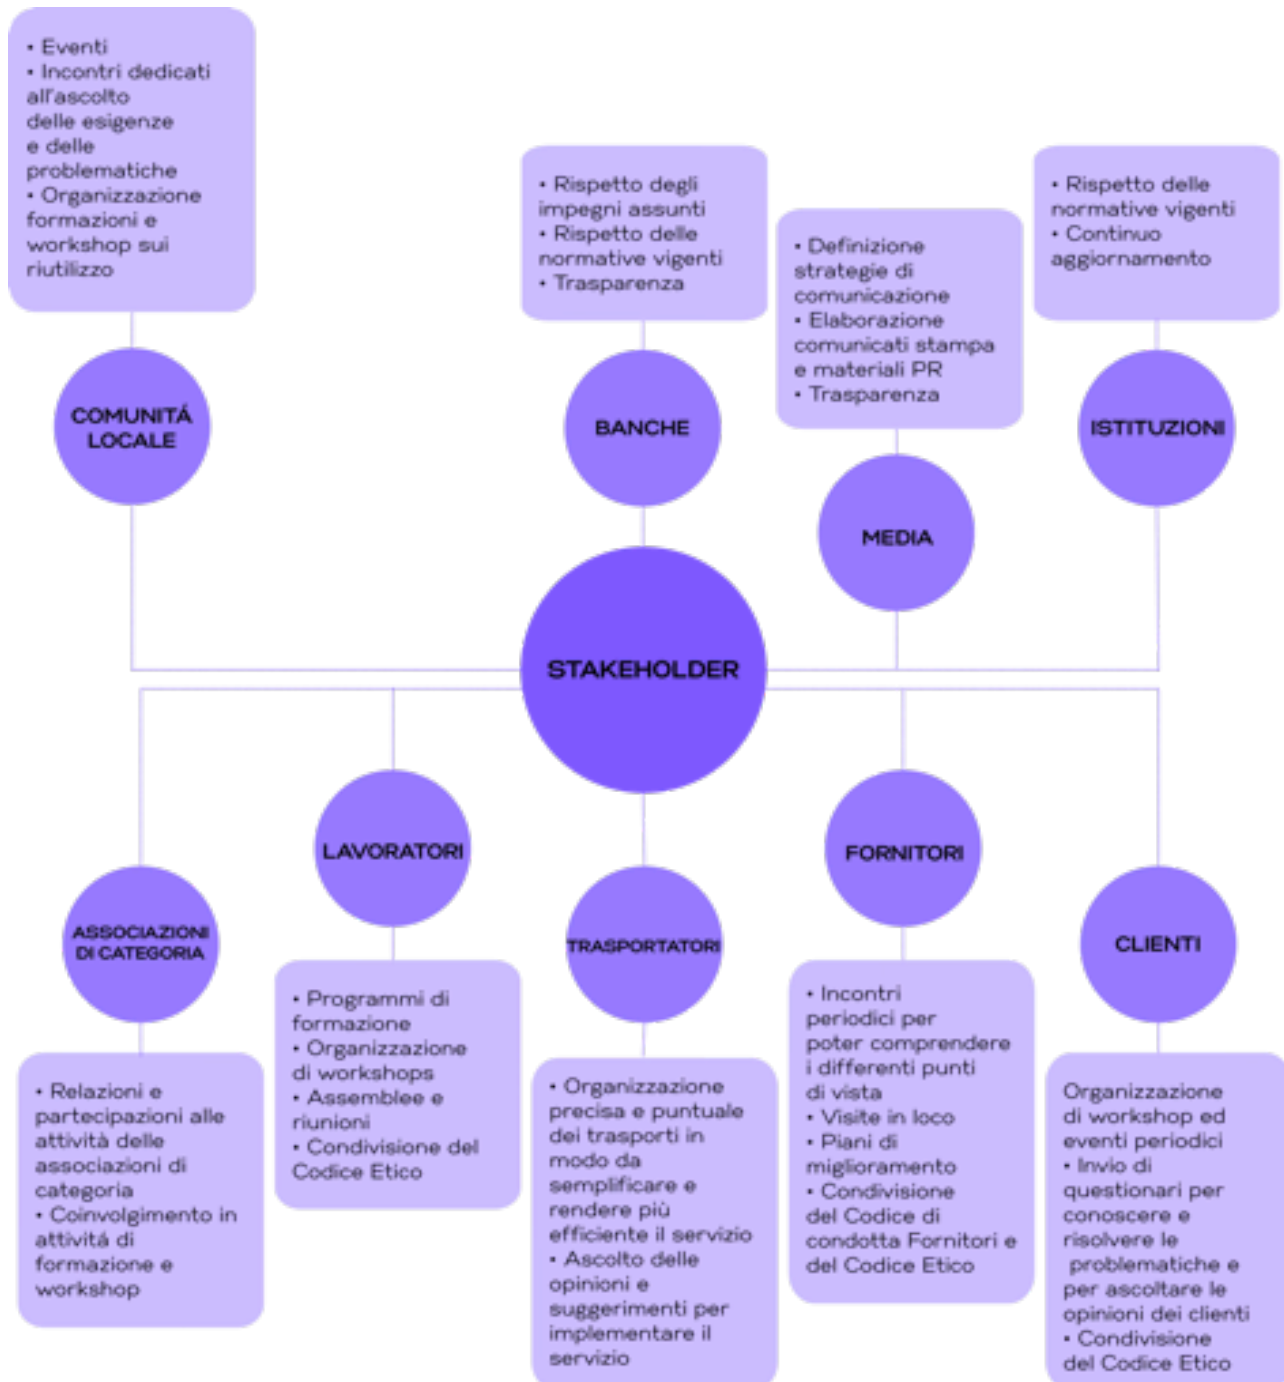 • Eventi
• Incontri dedicati
all'ascolto
delle esigenze
e delle
problematiche
• Organizzazione
formazioni e
workshop sui
riutilizzo
COMUNITÁ
LOCALE
• Rispetto degli
impegni assunti
• Rispetto delle
normative vigenti
• Trasparenza
BANCHE
• Definizione
strategie di
comunicazione
• Elaborazione
comunicati stampa
e materiali PR
• Trasparenza
MEDIA
• Rispetto delle
normative vigenti
• Continuo
aggiornamento
ISTITUZIONI
STAKEHOLDER
ASSOCIAZIONI
DI CATEGORIA
• Relazioni e
partecipazioni alle
attività delle
associazioni di
categoria
• Coinvolgimento in
attivitá di
formazione e
workshop
LAVORATORI
• Programmi di
formazione
• Organizzazione
di workshops
• Assemblee e
riunioni
• Condivisione del
Codice Etico
TRASPORTATORI
• Organizzazione
precisa e puntuale
dei trasporti in
modo da
semplificare e
rendere più
efficiente il servizio
• Ascolto delle
opinioni e
suggerimenti per
implementare il
servizio
FORNITORI
• Incontri
periodici per
poter comprendere
i differenti punti
di vista
• Visite in loco
• Piani di
miglioramento
• Condivisione
del Codice di
condotta Fornitori e
del Codice Etico
CLIENTI
Organizzazione
di workshop ed
eventi periodici
• Invio di
questionari per
conoscere e
risolvere le
problematiche e
per ascoltare le
opinioni dei clienti
• Condivisione
del Codice Etico